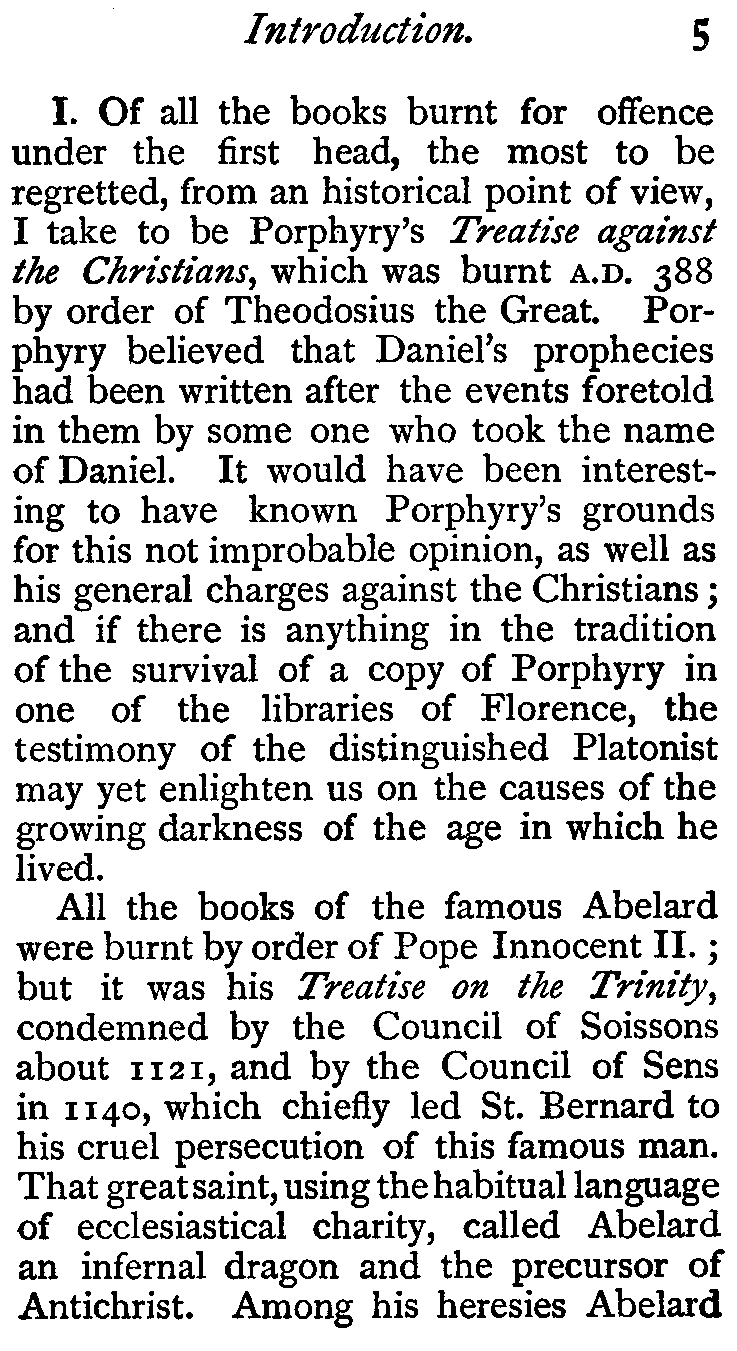 Introduction. 5
I. Of all the books burnt for offence
under the first head, the most to be
regretted, from an historical point of view,
I take to be Porphyry's Treatise against
the Christians, which was burnt A.D. 388
by order of Theodosius the Great. Por-
phyry believed that Daniel's prophecies
had been written after the events foretold
in them by some one who took the name
of Daniel. It would have been interest-
ing to have known Porphyry's grounds
for this not improbable opinion, as well as
his general charges against the Christians ;
and if there is anything in the tradition
of the survival of a copy of Porphyry in
one of the libraries of Florence, the
testimony of the distinguished Platonist
may yet enlighten us on the causes of the
growing darkness of the age in which he
lived.
All the books of the famous Abelard
were burnt by order of Pope Innocent II. ;
but it was his Treatise on the Trinity,
condemned by the Council of Soissons
about 1121, and by the Council of Sens
in 1140, which chiefly led St. Bernard to
his cruel persecution of this famous man.
That great saint, using the habitual language
of ecclesiastical charity, called Abelard
an infernal dragon and the precursor of
Antichrist. Among his heresies Abelard